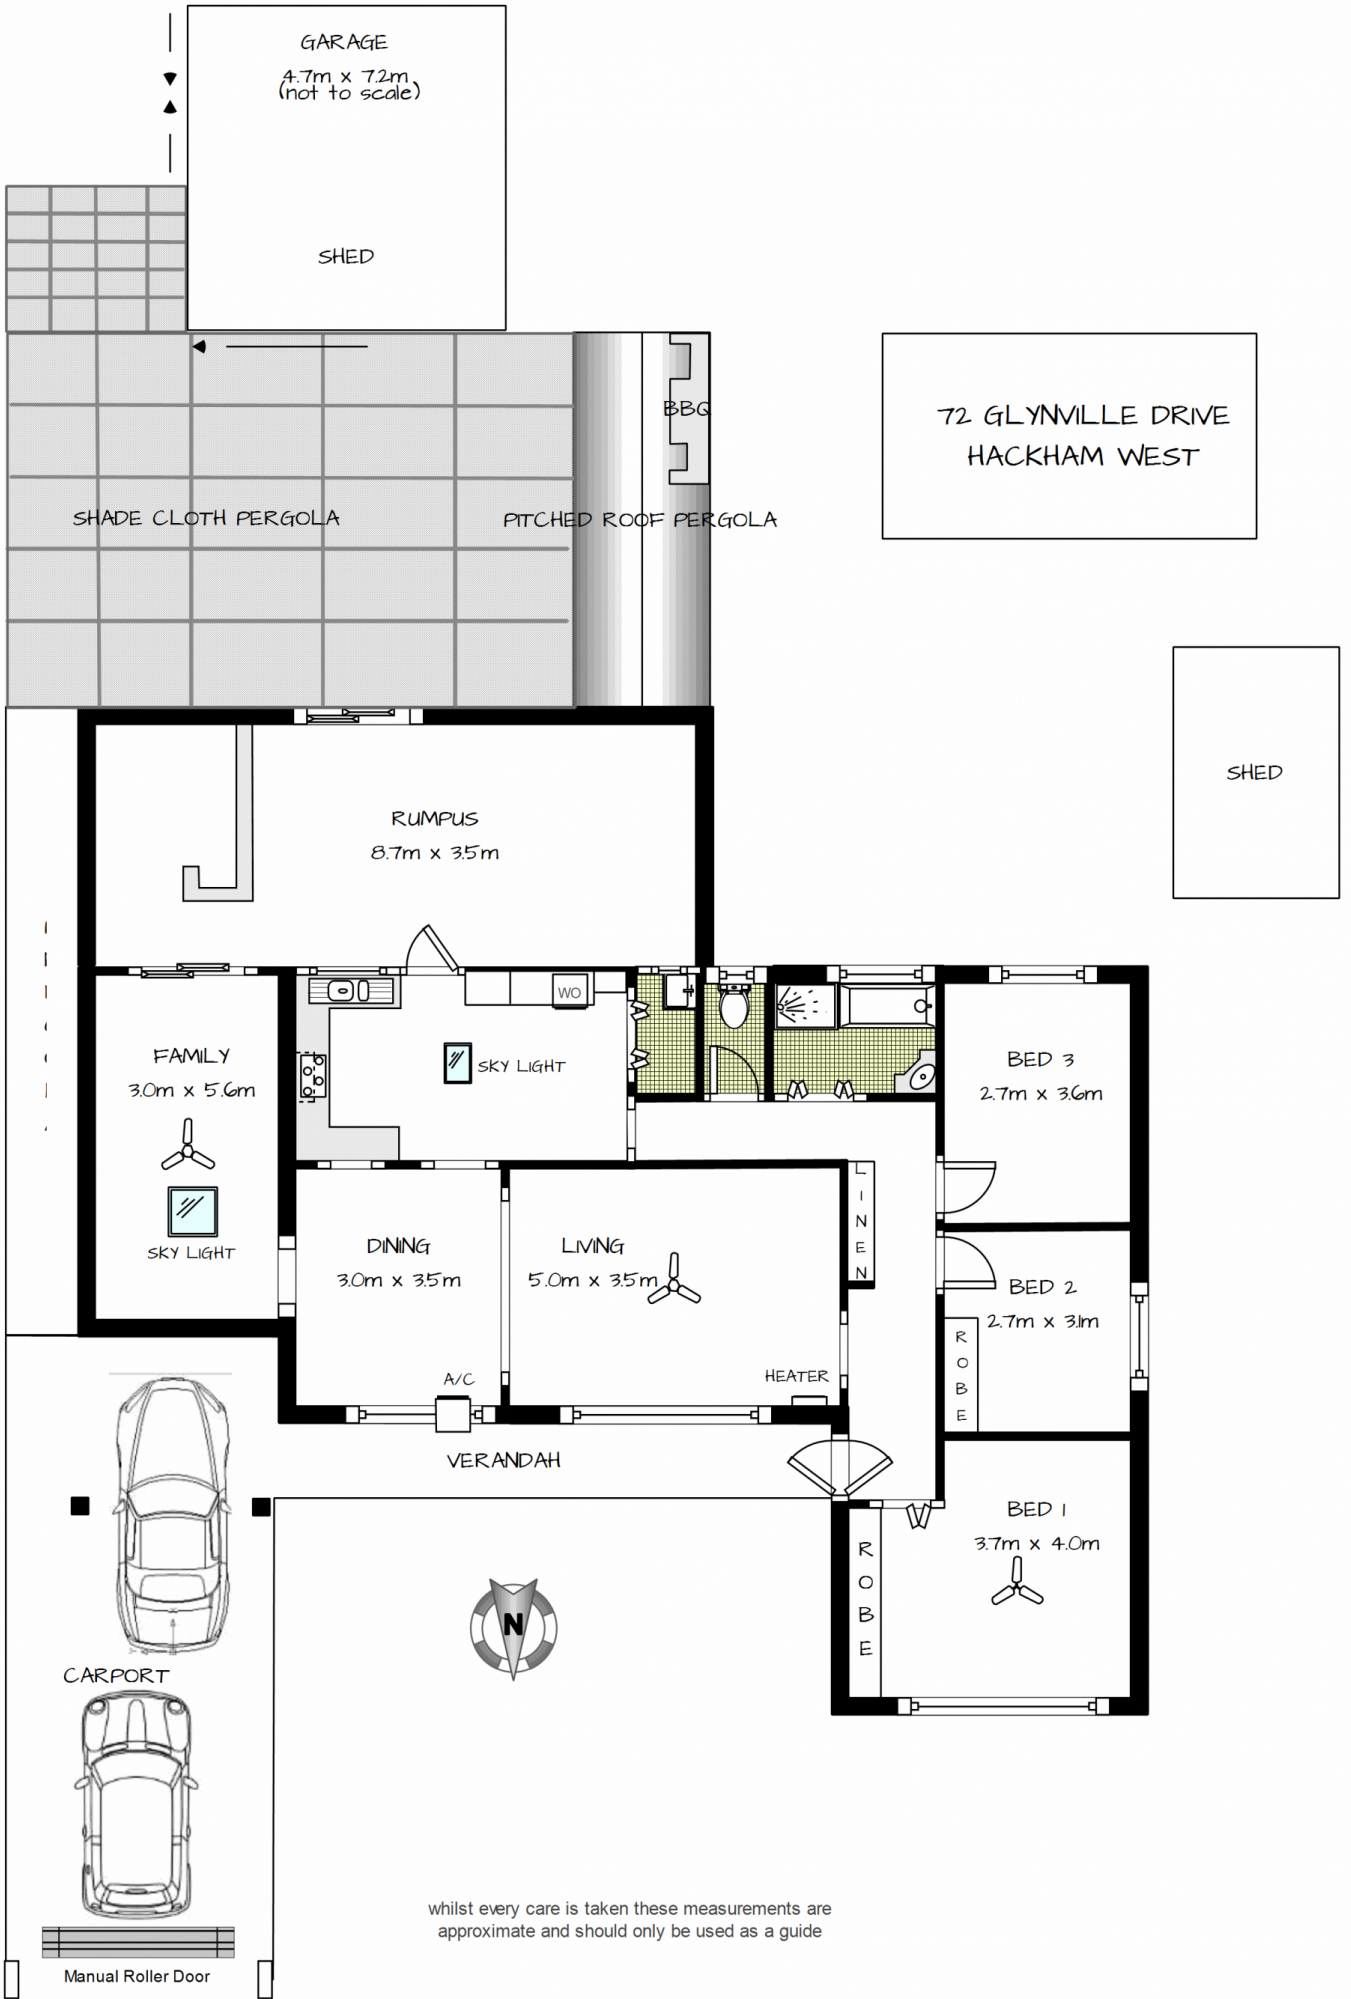 GARAGE
4.7m x 7.2m
(not to scale)
SHED
BBQ
72 GLYNVILLE DRIVE
HACKHAM WEST
SHADE CLOTH PERGOLA
PITCHED ROOF PERGOLA
SHED
RUMPUS
8.7m x 3.5m
WO
FAMILY
3.0m x 5.6m
SKY LIGHT
BED 3
2.7m x 3.6m
SKY LIGHT
DINING
3.0m x 3.5m
LIVING
5.0m x 3.5m
LINEN
BED 2
2.7m x 3.1m
ROBE
A/C
HEATER
VERANDAH
BED 1
3.7m x 4.0m
ROBE
N
CARPORT
whilst every care is taken these measurements are
approximate and should only be used as a guide
Manual Roller Door